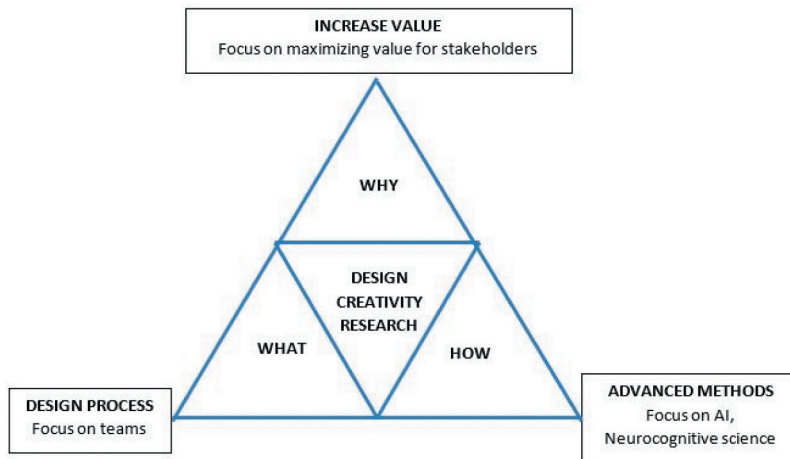 INCREASE VALUE
Focus on maximizing value for stakeholders
WHY
DESIGN
CREATIVITY
RESEARCH
WHAT
HOW
DESIGN PROCESS
Focus on teams
ADVANCED METHODS
Focus on AI,
Neurocognitive science